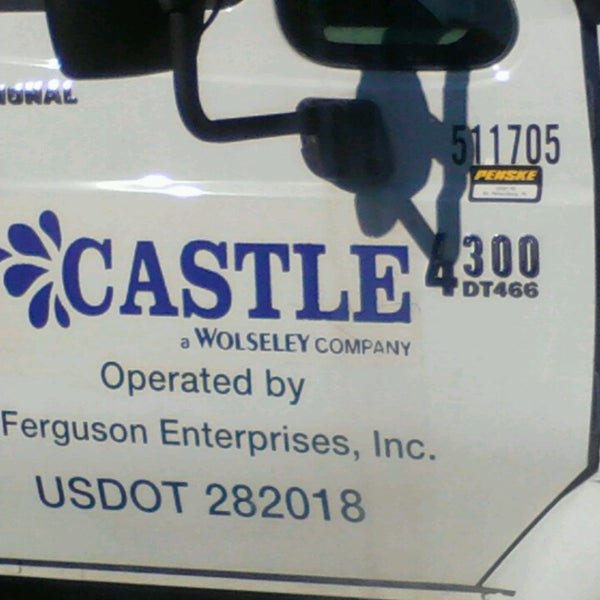 511705
PENSKE
CASTLE
4300
DT466
a WOLSELEY COMPANY
Operated by
Ferguson Enterprises, Inc.
USDOT 282018